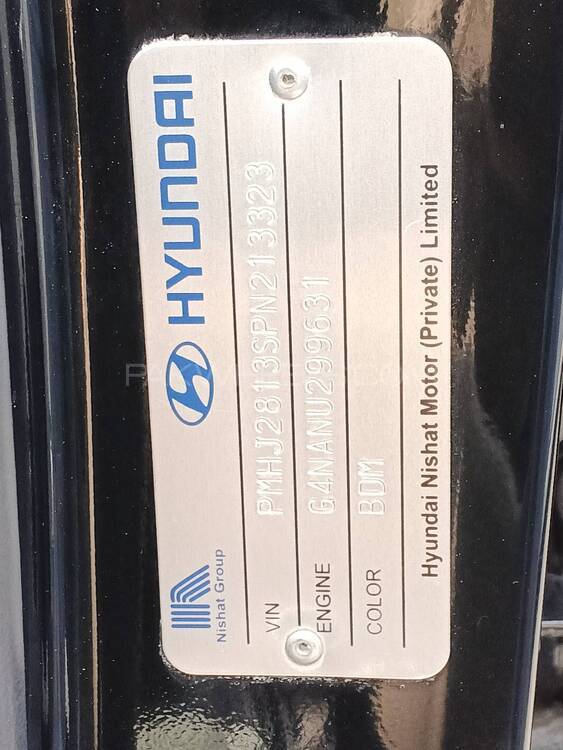 Nishat Group
HYUNDAI
VIN PMHJ2813SPN213323
ENGINE G4NANU299631
COLOR BDM
Hyundai Nishat Motor (Private) Limited